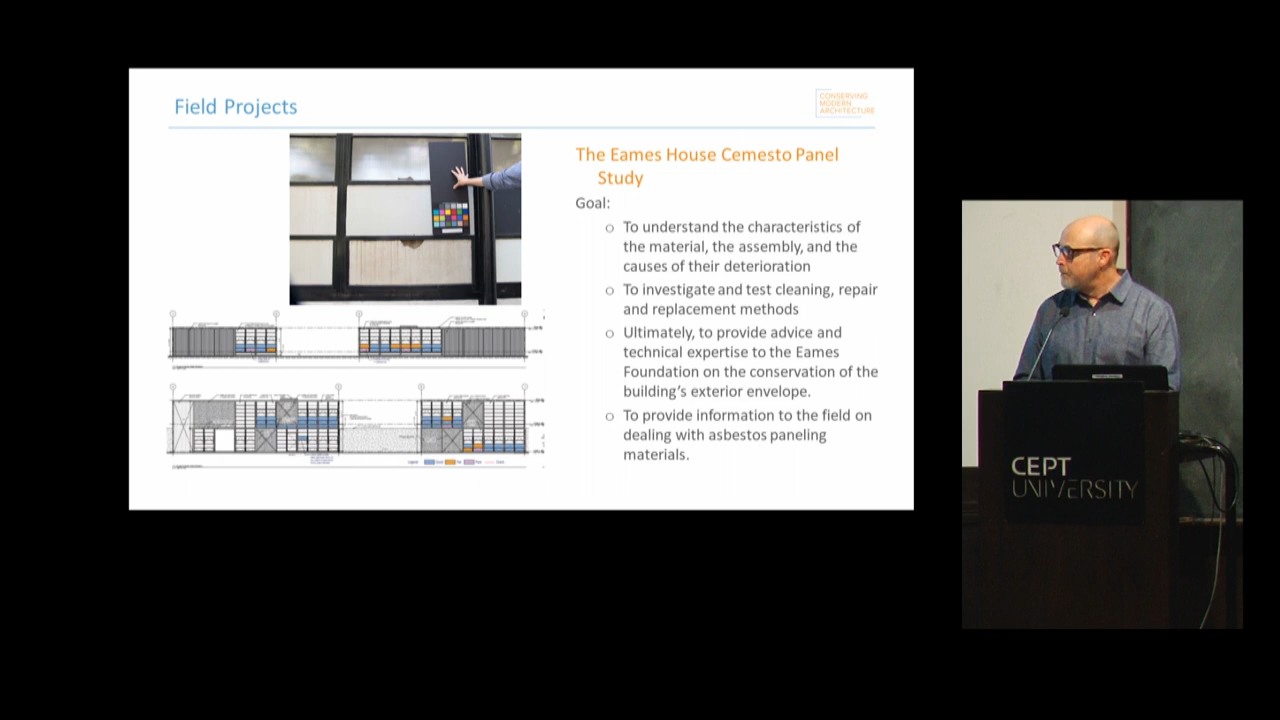 Field Projects
CONSERVING
MODERN
ARCHITECTURE
The Eames House Cemesto Panel
Study
Goal:
o To understand the characteristics of
the material, the assembly, and the
causes of their deterioration
o To investigate and test cleaning, repair
and replacement methods
o Ultimately, to provide advice and
technical expertise to the Eames
Foundation on the conservation of the
building's exterior envelope.
o To provide information to the field on
dealing with asbestos paneling
materials.
CEPT
UNIVERSITY